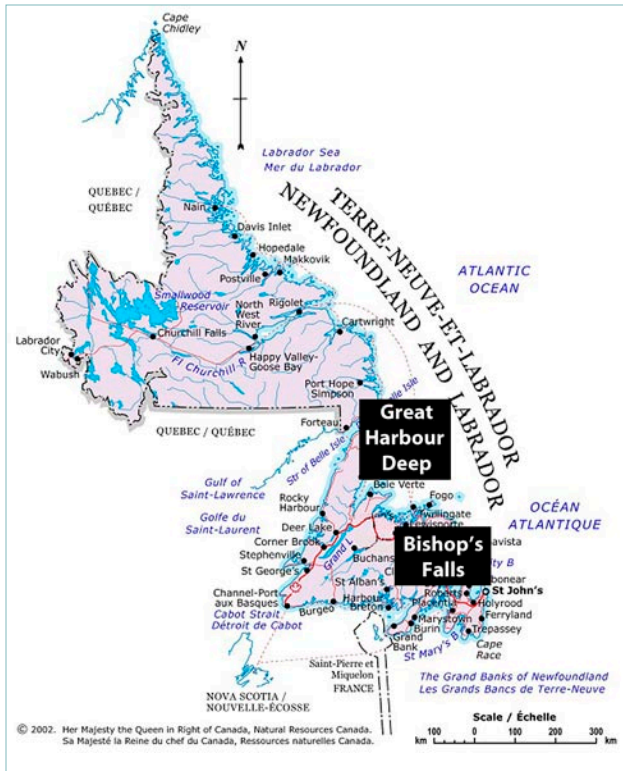 Cape
Chidley
N
Labrador Sea
Mer du Labrador
QUEBEC /
QUÉBEC
TERRE-NEUVE-ET-LABRADOR
NEWFOUNDLAND AND LABRADOR
Nain
Davis Inlet
Hopedale
Makkovik
Postville
ATLANTIC
OCEAN
Smallwood
Reservoir
North
West
River
Rigolet
Cartwright
Churchill Falls
Labrador
City
Wabush
Fl Churchill R
Happy Valley-
Goose Bay
Port Hope
Simpson
Belle Isle
QUEBEC / QUÉBEC
Forteau
Str of Belle Isle
Great
Harbour
Deep
Gulf of
Saint-Lawrence
Golfe du
Saint-Laurent
Baie Verte
Fogo
Twillingate
Lewisporte
Rocky
Harbour
Deer Lake
Corner Brook
Grand L
Stephenville
St George's
Buchans
OCÉAN
ATLANTIQUE
Bishop's
Falls
St Alban's
Channel-Port
aux Basques
Burgeo
Harbour
Breton
Roberts
St John's
Placentia
Holyrood
Ferryland
Marystown
Burin
Trepassey
Grand
Bank
St Mary's B
Cape
Race
Cabot Strait
Détroit de Cabot
Saint-Pierre et
Miquelon
FRANCE
NOVA SCOTIA /
NOUVELLE-ÉCOSSE
The Grand Banks of Newfoundland
Les Grands Bancs de Terre-Neuve
Scale / Échelle
100 0 100 200 300
km km
© 2002. Her Majesty the Queen in Right of Canada, Natural Resources Canada.
Sa Majesté la Reine du chef du Canada, Ressources naturelles Canada.